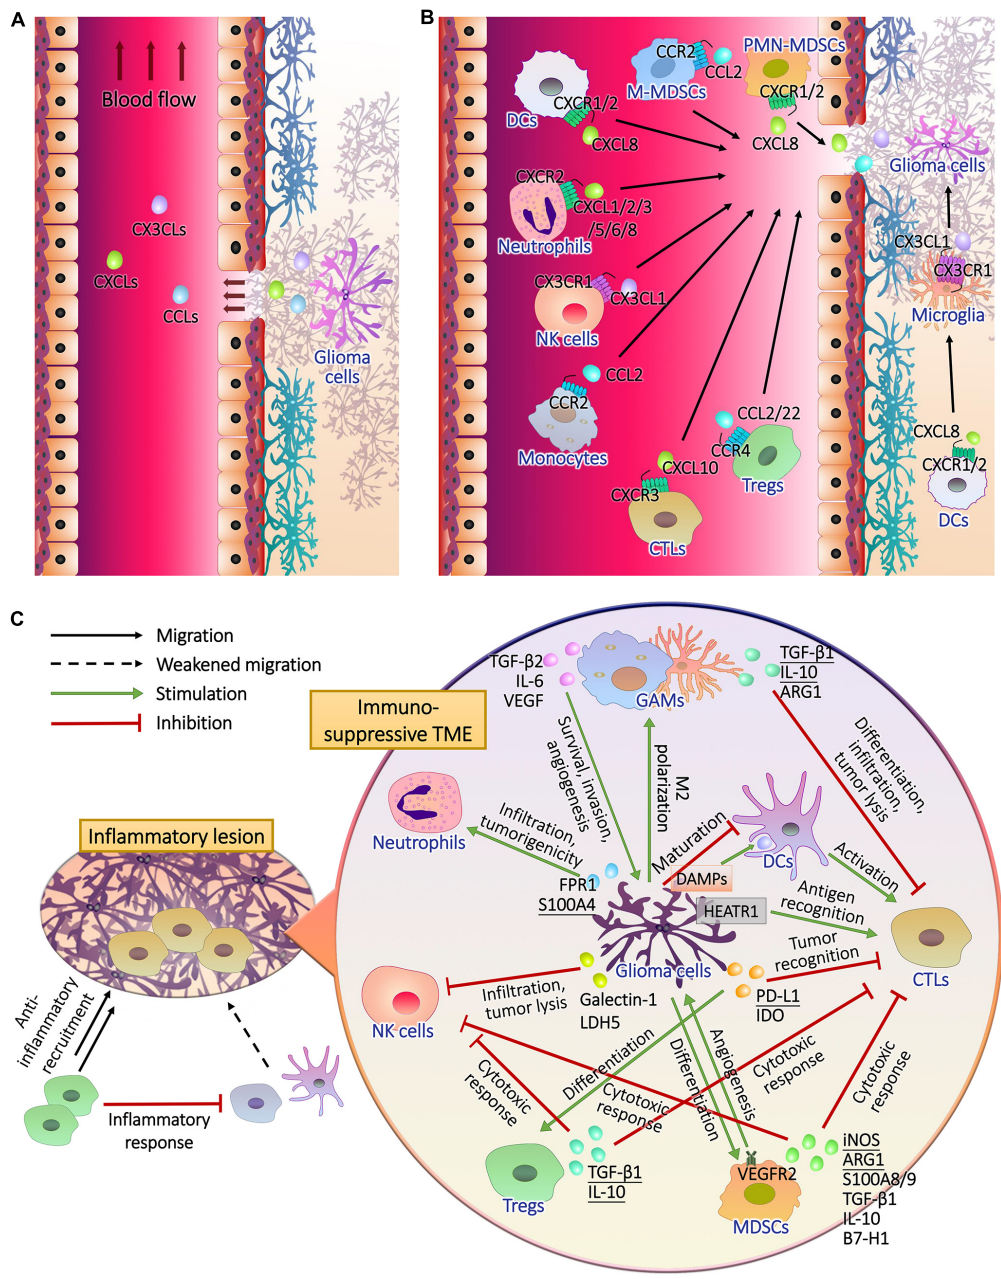 A
Blood flow
CX3CLs
CXCLs
CCLs
Glioma
cells
B
CCR2
CCL2
M-MDSCs
PMN-MDSCs
CXCR1/2
CXCL8
CXCR1/2
DCs
CXCL8
Glioma cells
CXCR2
CXCL1/2/3
/5/6/8
Neutrophils
CX3CL1
CX3CR1
Microglia
CX3CR1
CX3CL1
NK cells
CCL2
CCR2
Monocytes
CCL2/22
CCR4
Tregs
CXCL10
CXCR3
CTLs
CXCL8
CXCR1/2
DCs
C
Migration
Weakened migration
Stimulation
Inhibition
Immuno-
suppressive TME
Inflammatory lesion
Anti-
inflammatory
recruitment
Inflammatory
response
TGF-β2
IL-6
VEGF
GAMs
TGF-β1
IL-10
ARG1
Survival, invasion,
angiogenesis
M2
polarization
Differentiation,
infiltration,
tumor lysis
Neutrophils
Infiltration,
tumorigenicity
Maturation
DCs
Activation
FPR1
S100A4
DAMPs
HEATR1
Antigen
recognition
Glioma cells
Tumor
recognition
CTLs
NK cells
Infiltration,
tumor lysis
Galectin-1
LDH5
PD-L1
IDO
Differentiation
Differentiation
Angiogenesis
Cytotoxic
response
Cytotoxic
response
Cytotoxic
response
Cytotoxic
response
Tregs
TGF-β1
IL-10
VEGFR2
MDSCs
iNOS
ARG1
S100A8/9
TGF-β1
IL-10
B7-H1